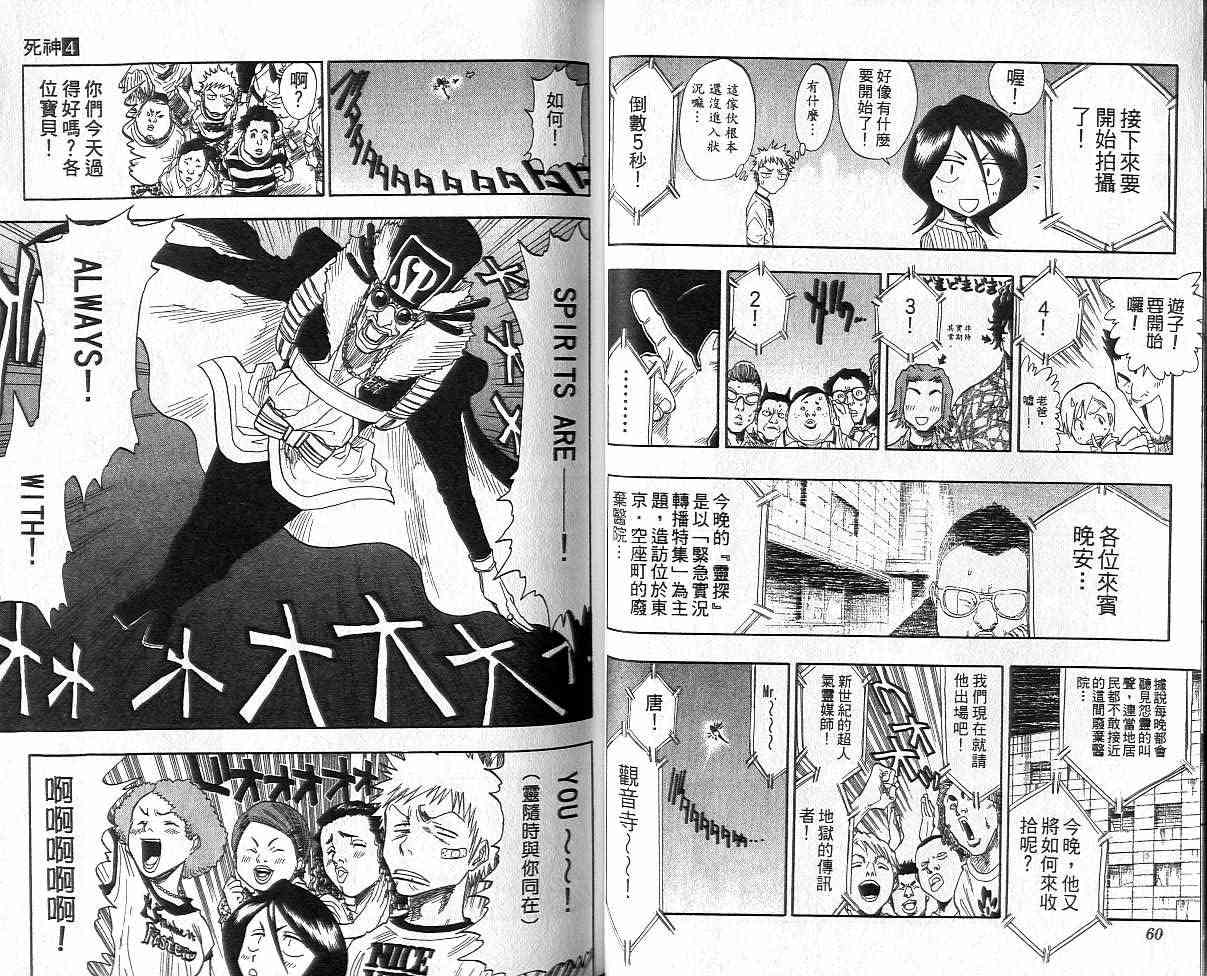 接下來要
開始拍攝
了！
喔！
好像有什麼
要開始了！
有什麼…
這傢伙根本
還沒進入狀
況嘛…
倒數5秒！
遊子！
要開始
囉！
老爸，
噓！
4！
3！
其實非
常期待
2！
………
各位來賓
晚安…
今晚的『靈探』
是以「緊急實況
轉播特集」為主
題，造訪位於東
京．空座町的廢
棄醫院…
據說每晚都會
聽見怨靈的叫
聲，連當地居
民都不敢接近
的這間廢棄醫
院…
今晚，他又
將如何來收
拾呢？
我們現在就請
他出場吧！
新世紀的超人
氣靈媒師！
地獄的傳訊
者！
Mr.～～～
唐！
觀音寺～～～！
60
死神4
如何！
啊？
你們今天過
得好嗎？各
位寶貝！
SPIRITS ARE——！
ALWAYS！
WITH！
YOU～～～！
（靈隨時與你同在）
啊啊啊啊啊！
NICE